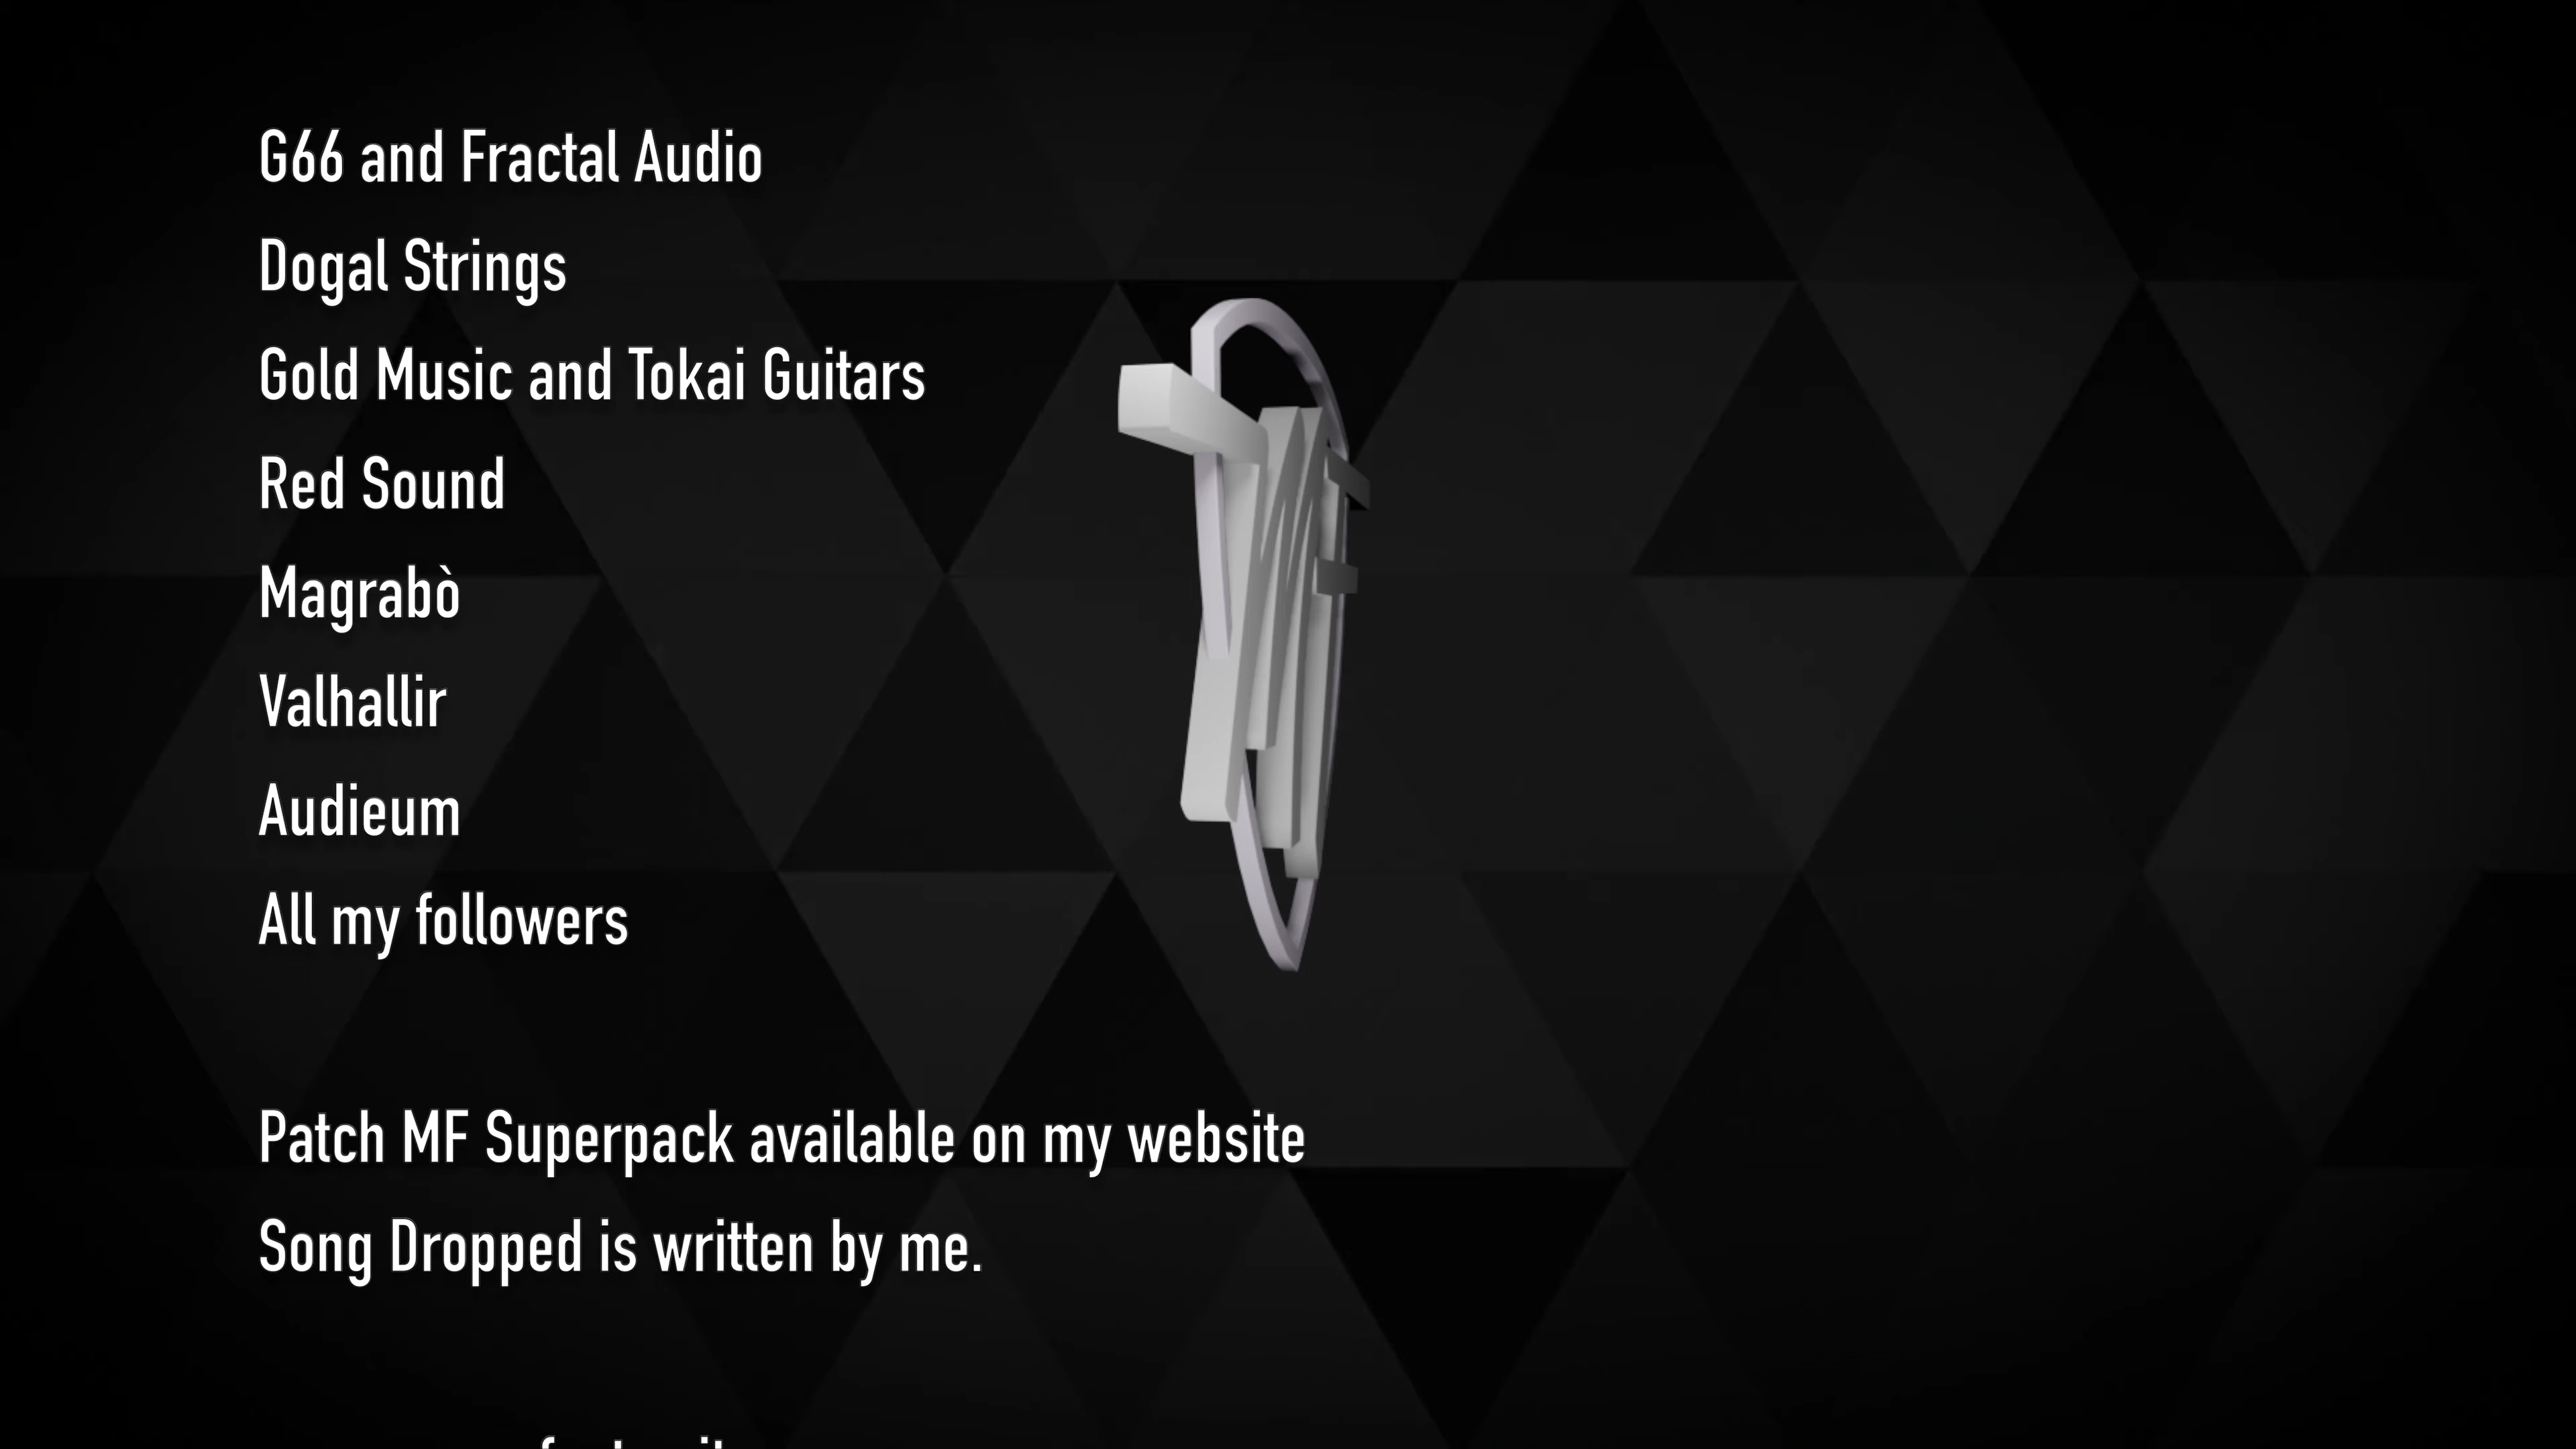 G66 and Fractal Audio
Dogal Strings
Gold Music and Tokai Guitars
Red Sound
Magrabò
Valhallir
Audieum
All my followers
Patch MF Superpack available on my website
Song Dropped is written by me.